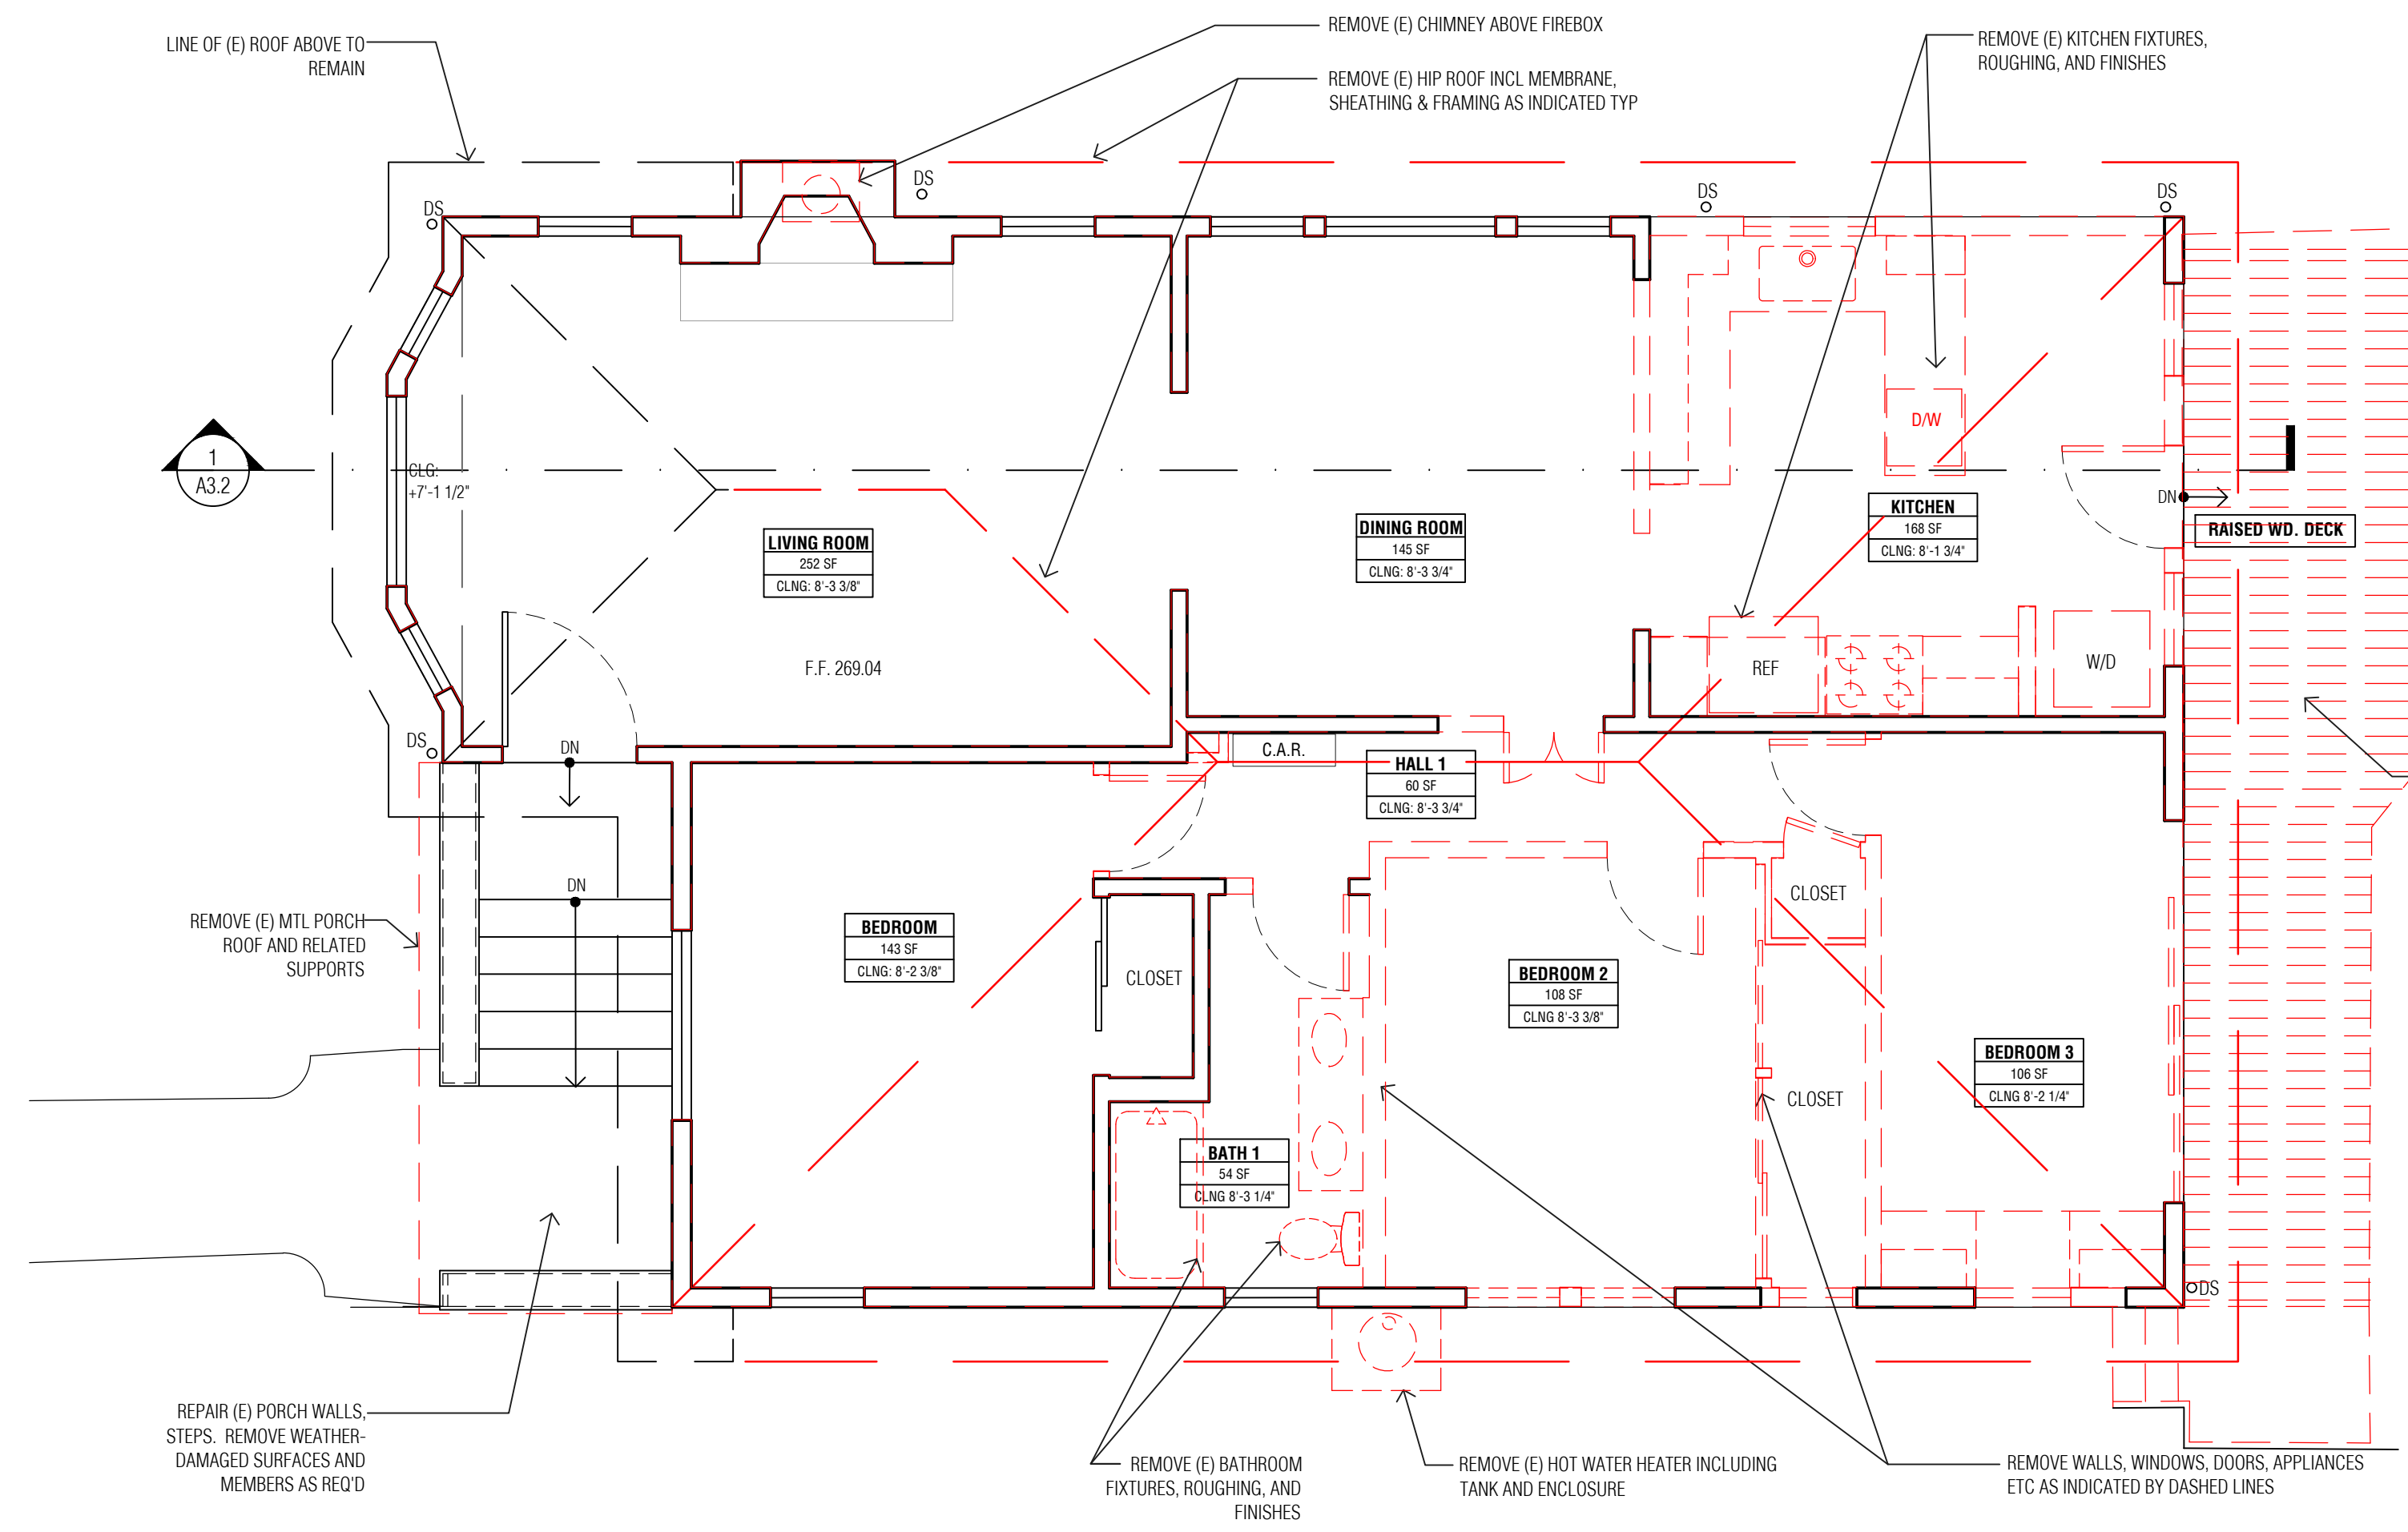 LINE OF (E) ROOF ABOVE TO
REMAIN
REMOVE (E) CHIMNEY ABOVE FIREBOX
REMOVE (E) HIP ROOF INCL MEMBRANE,
SHEATHING & FRAMING AS INDICATED TYP
REMOVE (E) KITCHEN FIXTURES,
ROUGHING, AND FINISHES
DS
DS
DS
DS
D/W
1
A3.2
CLG:
+7'-1 1/2"
LIVING ROOM
252 SF
CLNG: 8'-3 3/8"
DINING ROOM
145 SF
CLNG: 8'-3 3/4"
KITCHEN
168 SF
CLNG: 8'-1 3/4"
DN
RAISED WD. DECK
F.F. 269.04
REF
W/D
DS
DN
C.A.R.
HALL 1
60 SF
CLNG: 8'-3 3/4"
DN
CLOSET
REMOVE (E) MTL PORCH
ROOF AND RELATED
SUPPORTS
BEDROOM
143 SF
CLNG: 8'-2 3/8"
CLOSET
BEDROOM 2
108 SF
CLNG 8'-3 3/8"
CLOSET
BEDROOM 3
106 SF
CLNG 8'-2 1/4"
BATH 1
54 SF
CLNG 8'-3 1/4"
DS
REPAIR (E) PORCH WALLS,
STEPS. REMOVE WEATHER-
DAMAGED SURFACES AND
MEMBERS AS REQ'D
REMOVE (E) BATHROOM
FIXTURES, ROUGHING, AND
FINISHES
REMOVE (E) HOT WATER HEATER INCLUDING
TANK AND ENCLOSURE
REMOVE WALLS, WINDOWS, DOORS, APPLIANCES
ETC AS INDICATED BY DASHED LINES